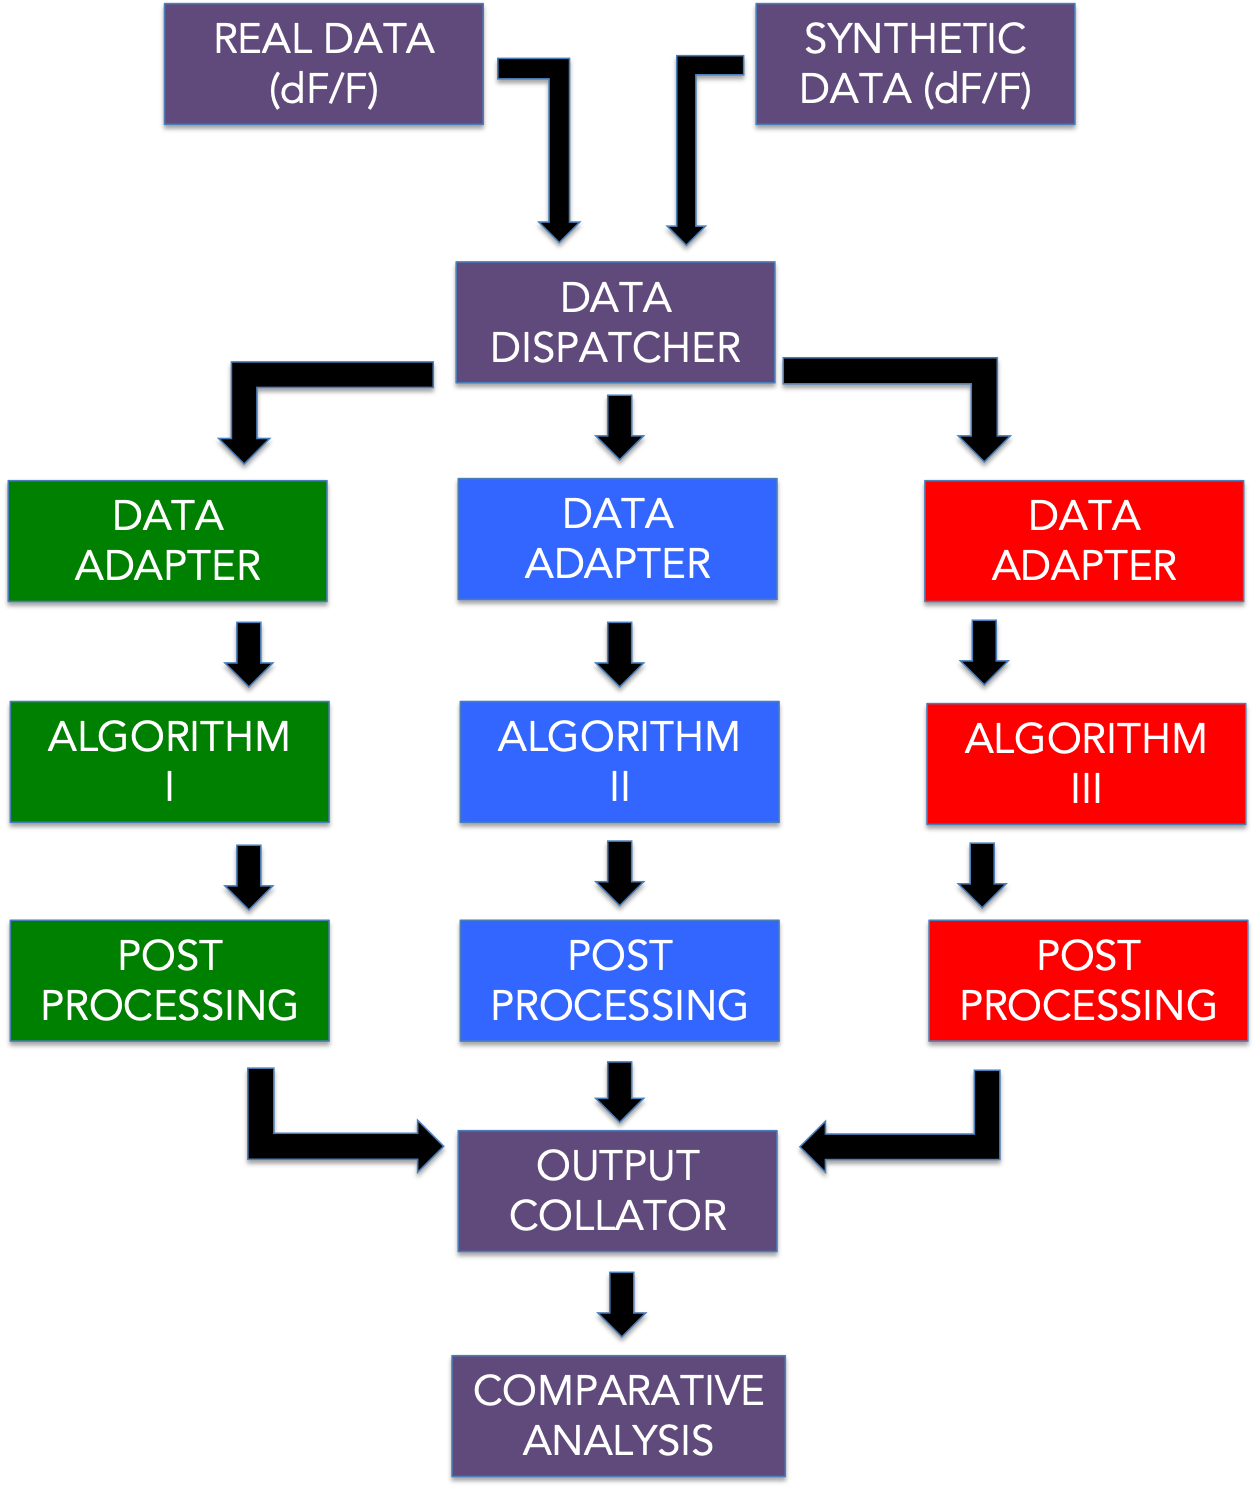 REAL DATA
(dF/F)
SYNTHETIC
DATA (dF/F)
DATA
DISPATCHER
DATA
ADAPTER
DATA
ADAPTER
DATA
ADAPTER
ALGORITHM
I
ALGORITHM
II
ALGORITHM
III
POST
PROCESSING
POST
PROCESSING
POST
PROCESSING
OUTPUT
COLLATOR
COMPARATIVE
ANALYSIS